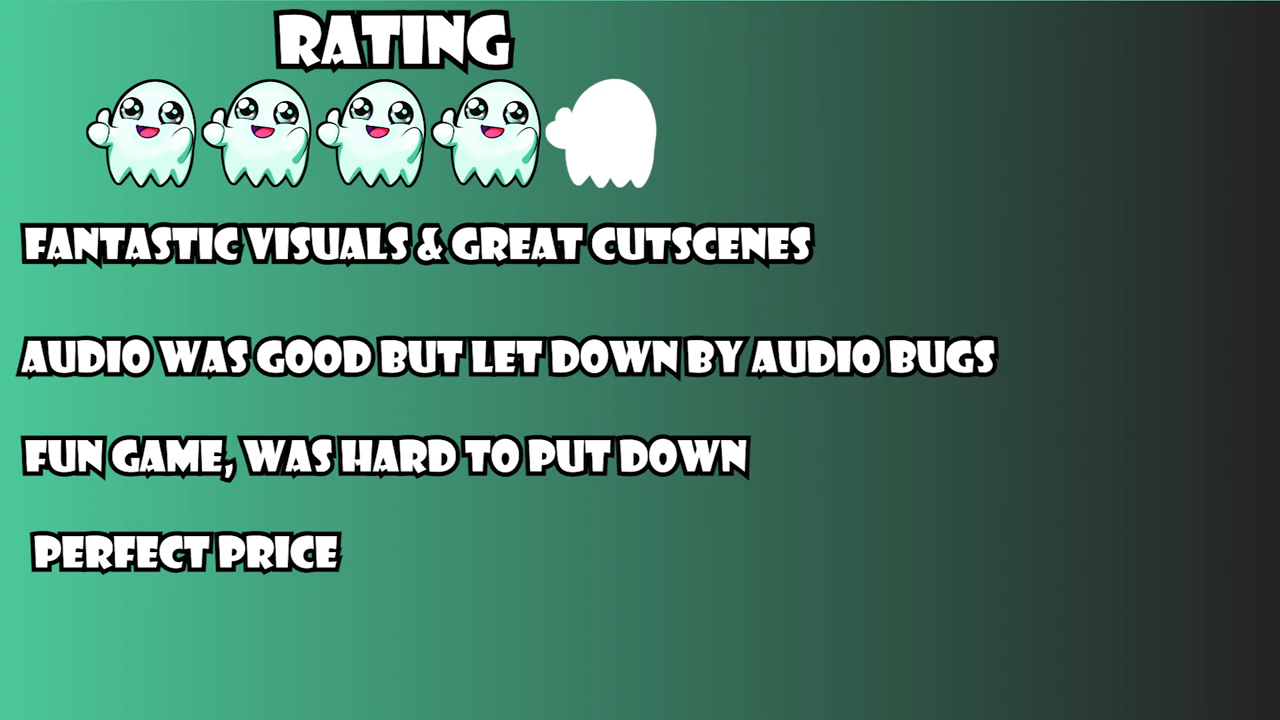 RATING
FANTASTIC VISUALS & GREAT CUTSCENES
AUDIO WAS GOOD BUT LET DOWN BY AUDIO BUGS
FUN GAME, WAS HARD TO PUT DOWN
PERFECT PRICE